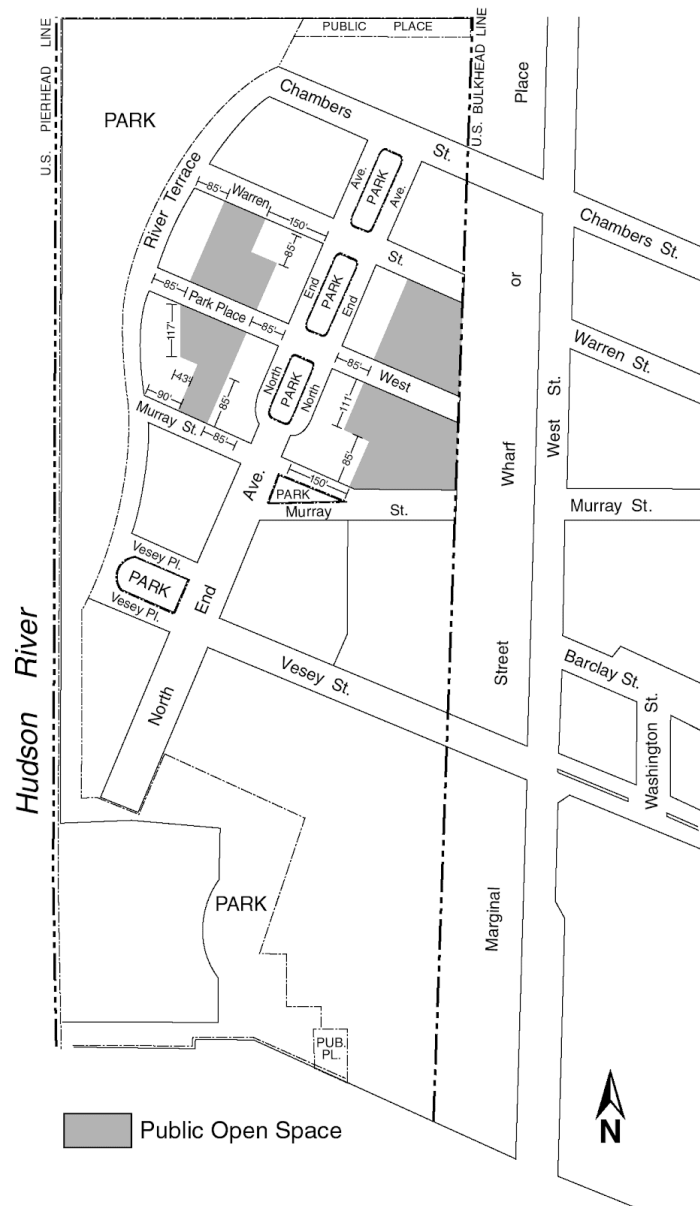 U.S. PIERHEAD LINE
PUBLIC PLACE
U.S. BULKHEAD LINE
Place
PARK
Chambers
St.
River Terrace
Ave.
PARK
Ave.
85'
Warren
150'
85'
St.
Chambers St.
or
End
PARK
End
85'
Park Place
85'
117'
43'
90'
85'
Murray St.
85'
North
PARK
North
85'
West
111'
85'
150'
Warren St.
West St.
Wharf
Ave.
PARK
Murray St.
Murray St.
Vesey Pl.
PARK
Vesey Pl.
End
Vesey St.
Street
Barclay St.
Washington St.
North
Hudson River
PARK
Marginal
PUB.
PL.
Public Open Space
N